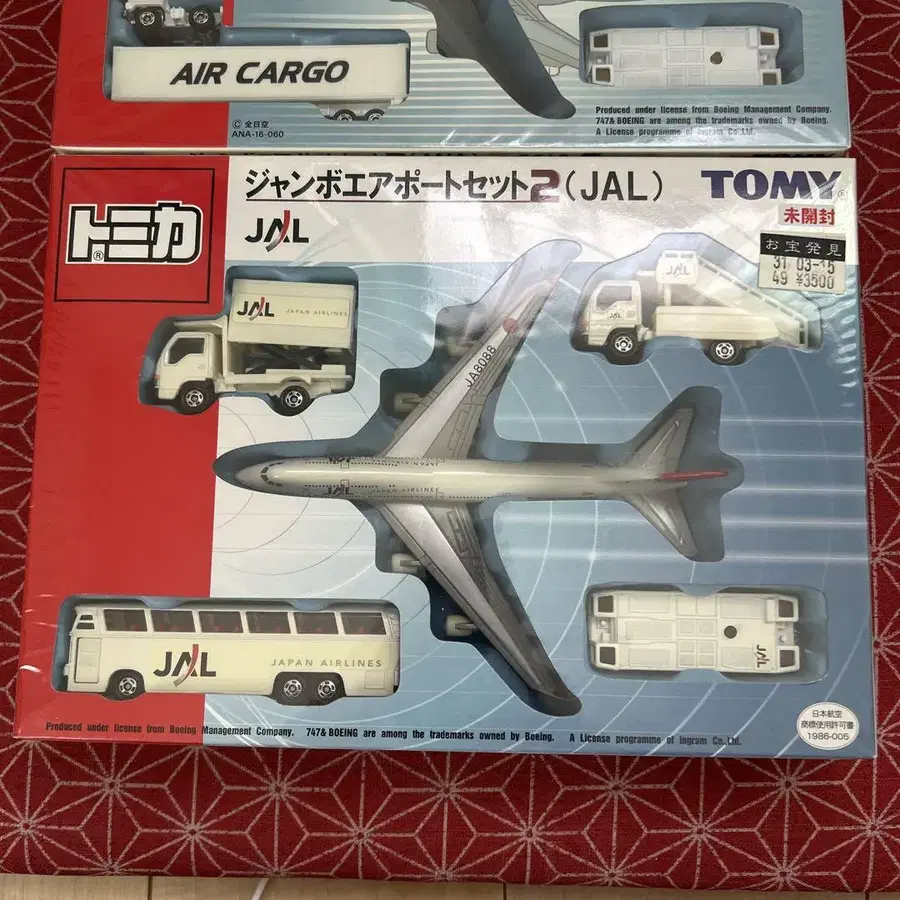 AIR CARGO
© 全日空
ANA-16-060
Produced under license from Boeing Management Company.
747& BOEING are among the trademarks owned by Boeing.
A License programme of Ingram Co.,Ltd.
トミカ®
ジャンボエアポートセット2(JAL)
JAL
TOMY®
未開封
お宝発見
31 03-15
49 ¥3500
JAL JAPAN AIRLINES
JAL
JA8088
JAL JAPAN AIRLINES
JAL JAPAN AIRLINES
JAL
Produced under license from Boeing Management Company. 747& BOEING are among the trademarks owned by Boeing. A License programme of Ingram Co.,Ltd.
日本航空
商標使用許可書
1986-005